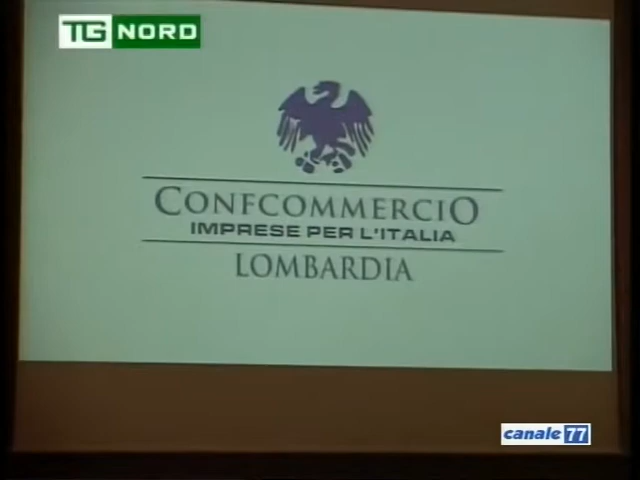 TG NORD
CONFCOMMERCIO
IMPRESE PER L'ITALIA
LOMBARDIA
canale 77